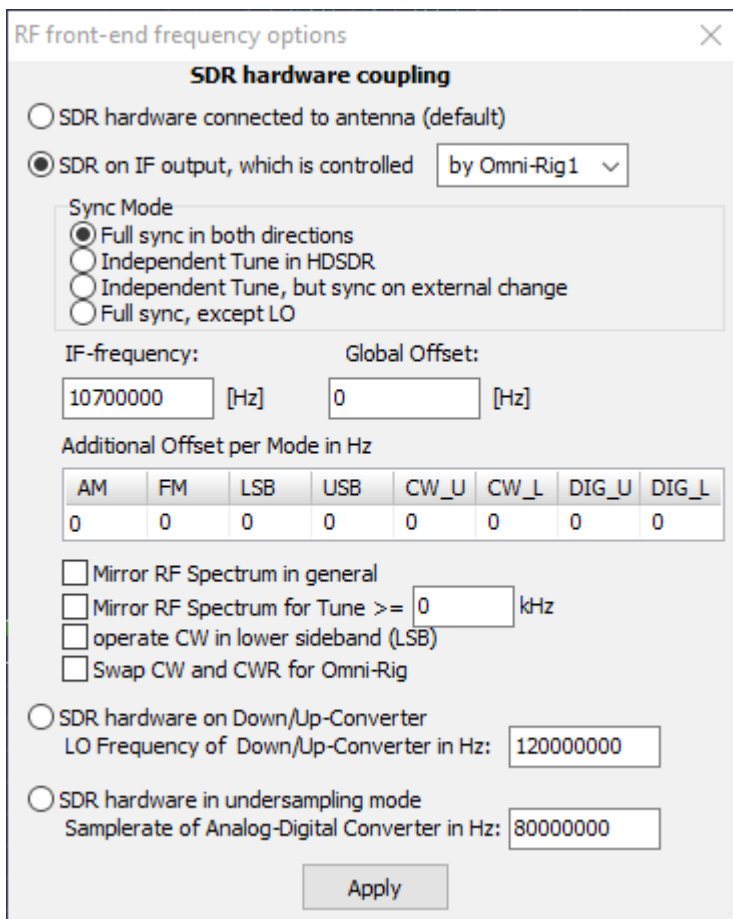 RF front-end frequency options
SDR hardware coupling
SDR hardware connected to antenna (default)
SDR on IF output, which is controlled by Omni-Rig1
Sync Mode
Full sync in both directions
Independent Tune in HDSDR
Independent Tune, but sync on external change
Full sync, except LO
IF-frequency: Global Offset:
10700000 [Hz] 0 [Hz]
Additional Offset per Mode in Hz
AM FM LSB USB CW_U CW_L DIG_U DIG_L
0 0 0 0 0 0 0 0
Mirror RF Spectrum in general
Mirror RF Spectrum for Tune >= 0 kHz
operate CW in lower sideband (LSB)
Swap CW and CWR for Omni-Rig
SDR hardware on Down/Up-Converter
LO Frequency of Down/Up-Converter in Hz: 120000000
SDR hardware in undersampling mode
Samplerate of Analog-Digital Converter in Hz: 80000000
Apply